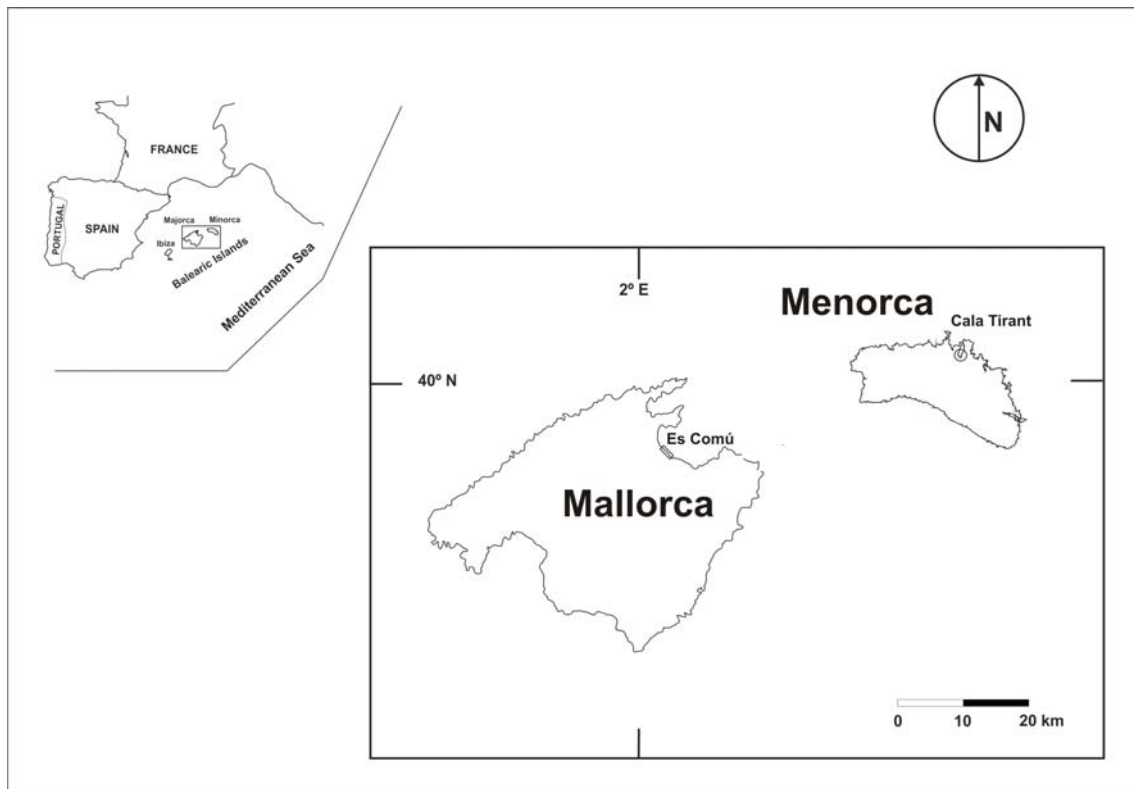 N
FRANCE
PORTUGAL
SPAIN
Majorca
Minorca
Ibiza
Balearic Islands
Mediterranean Sea
2º E
Menorca
Cala Tirant
40º N
Es Comú
Mallorca
0 10 20 km